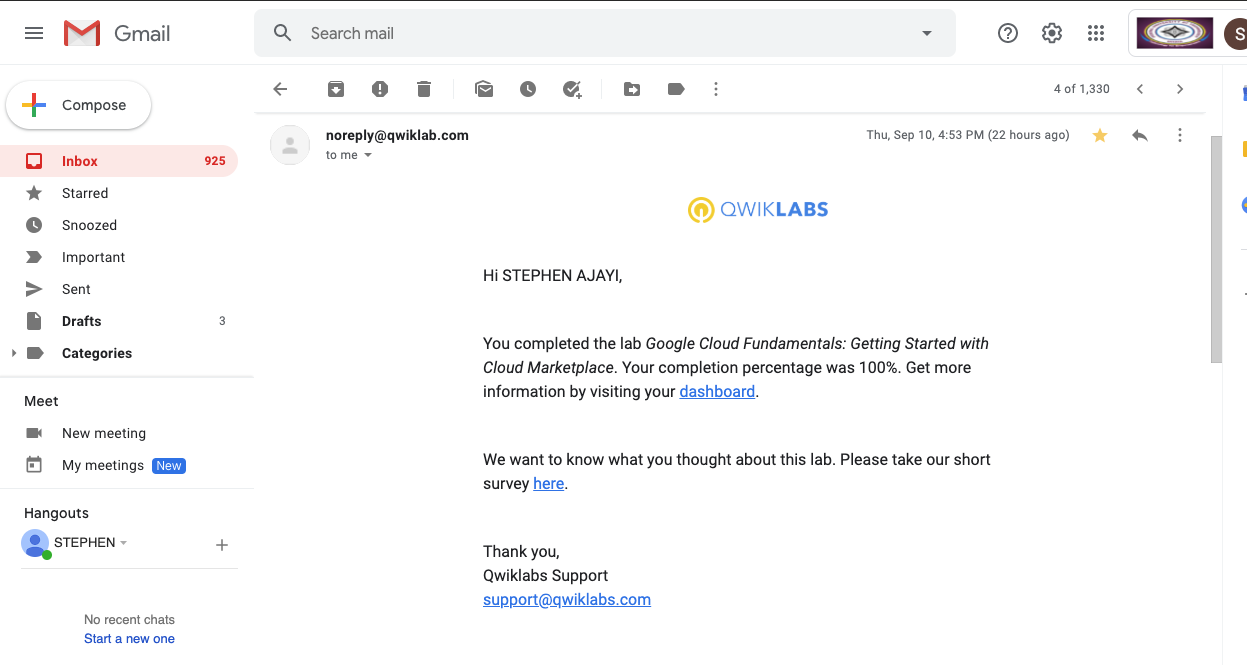 Gmail
Search mail
S
Compose
4 of 1,330
Inbox 925
Starred
Snoozed
Important
Sent
Drafts 3
Categories
Meet
New meeting
My meetings New
Hangouts
STEPHEN
No recent chats
Start a new one
noreply@qwiklab.com
to me
Thu, Sep 10, 4:53 PM (22 hours ago)
QWIKLABS
Hi STEPHEN AJAYI,
You completed the lab Google Cloud Fundamentals: Getting Started with
Cloud Marketplace. Your completion percentage was 100%. Get more
information by visiting your dashboard.
We want to know what you thought about this lab. Please take our short
survey here.
Thank you,
Qwiklabs Support
support@qwiklabs.com